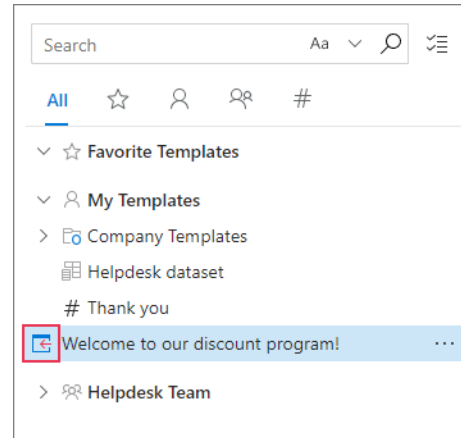 Search Aa
All #
Favorite Templates
My Templates
Company Templates
Helpdesk dataset
# Thank you
Welcome to our discount program! ...
Helpdesk Team